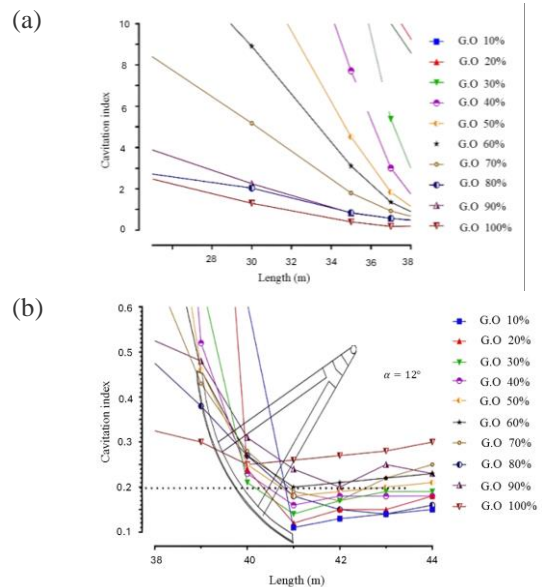 (a)
10
8
6
4
2
0
Cavitation index
28
30
32
34
36
38
Length (m)
G.O 10%
G.O 20%
G.O 30%
G.O 40%
G.O 50%
G.O 60%
G.O 70%
G.O 80%
G.O 90%
G.O 100%
(b)
0.6
0.5
0.4
0.3
0.2
0.1
Cavitation index
α = 12°
38
40
42
44
Length (m)
G.O 10%
G.O 20%
G.O 30%
G.O 40%
G.O 50%
G.O 60%
G.O 70%
G.O 80%
G.O 90%
G.O 100%